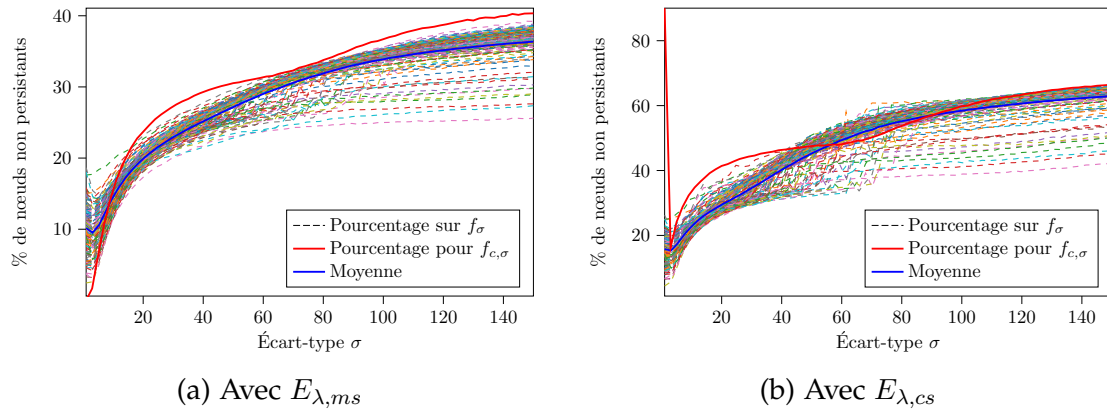 40
30
20
10
% de nœuds non persistants
20 40 60 80 100 120 140
Écart-type σ
Pourcentage sur f_σ
Pourcentage pour f_{c,σ}
Moyenne
(a) Avec E_{λ,ms}
80
60
40
20
% de nœuds non persistants
20 40 60 80 100 120 140
Écart-type σ
Pourcentage sur f_σ
Pourcentage pour f_{c,σ}
Moyenne
(b) Avec E_{λ,cs}